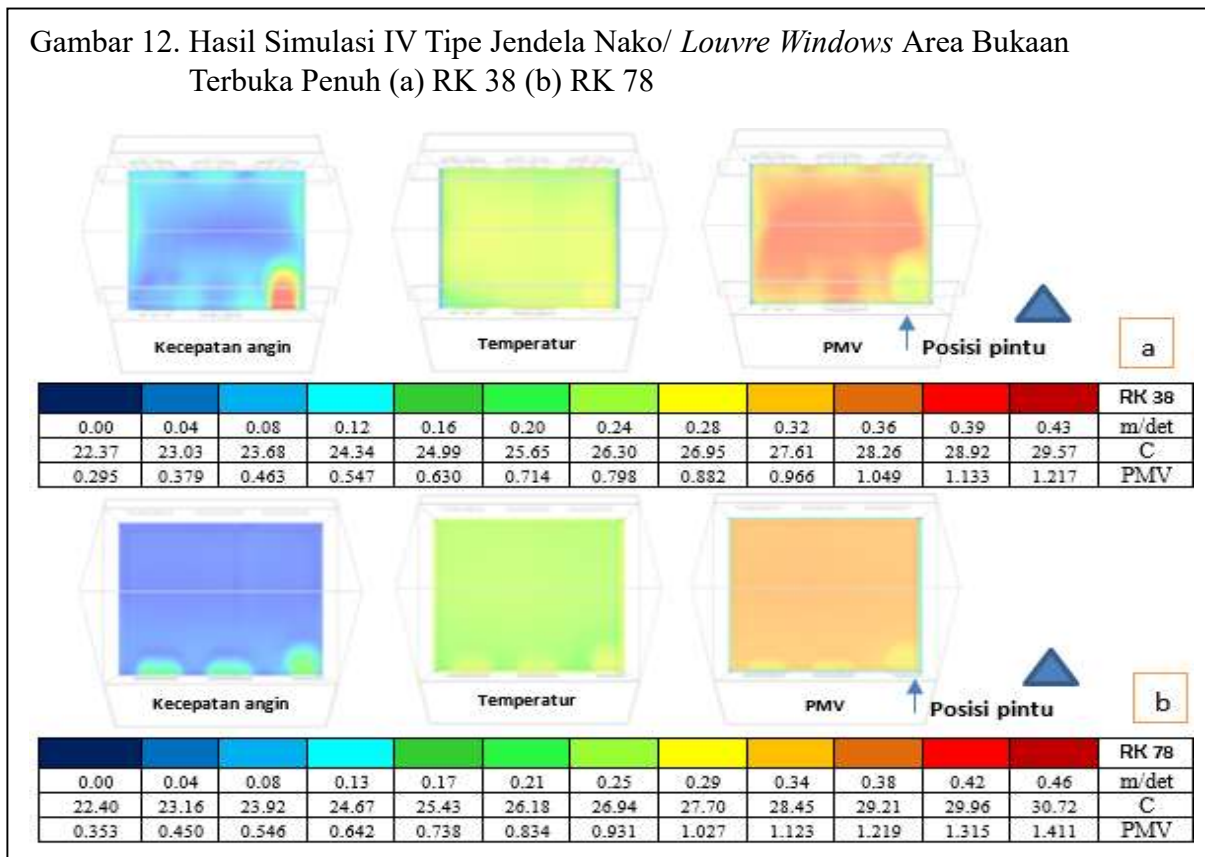 Gambar 12. Hasil Simulasi IV Tipe Jendela Nako/ Louvre Windows Area Bukaan
Terbuka Penuh (a) RK 38 (b) RK 78
Kecepatan angin
Temperatur
PMV
Posisi pintu
a
RK 38
0.00 0.04 0.08 0.12 0.16 0.20 0.24 0.28 0.32 0.36 0.39 0.43 m/det
22.37 23.03 23.68 24.34 24.99 25.65 26.30 26.95 27.61 28.26 28.92 29.57 C
0.295 0.379 0.463 0.547 0.630 0.714 0.798 0.882 0.966 1.049 1.133 1.217 PMV
Kecepatan angin
Temperatur
PMV
Posisi pintu
b
RK 78
0.00 0.04 0.08 0.13 0.17 0.21 0.25 0.29 0.34 0.38 0.42 0.46 m/det
22.40 23.16 23.92 24.67 25.43 26.18 26.94 27.70 28.45 29.21 29.96 30.72 C
0.353 0.450 0.546 0.642 0.738 0.834 0.931 1.027 1.123 1.219 1.315 1.411 PMV